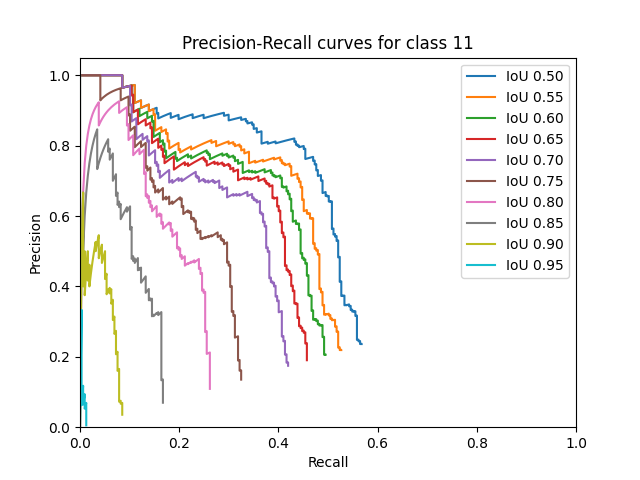 Precision-Recall curves for class 11
1.0
0.8
0.6
0.4
0.2
0.0
Precision
0.0 0.2 0.4 0.6 0.8 1.0
Recall
IoU 0.50
IoU 0.55
IoU 0.60
IoU 0.65
IoU 0.70
IoU 0.75
IoU 0.80
IoU 0.85
IoU 0.90
IoU 0.95